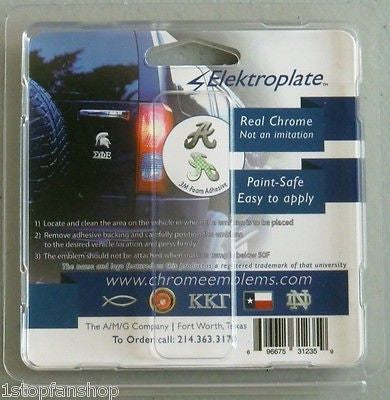 Elektroplate™
Real Chrome
Not an imitation
ΣΦΕ
3M Foam Adhesive
Paint-Safe
Easy to apply
1) Locate and clean the area on the vehicle in which the emblem is to be placed
2) Remove adhesive backing and carefully position the emblem
to the desired vehicle location and press firmly.
3) The emblem should not be attached when outside temp is below 50F
The name and logo featured on this product is a registered trademark of that university
www.chromeemblems.com
ΚΚΓ
The A/M/G Company | Fort Worth, Texas
To Order call: 214.363.3170
6 96675 31235 9
1stopfanshop